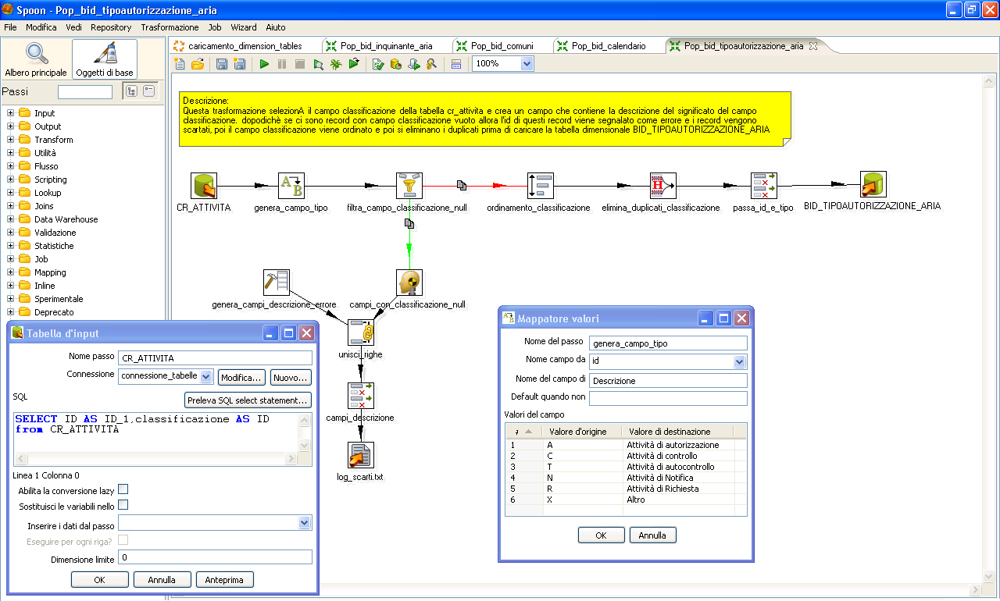 Spoon - Pop_bid_tipoautorizzazione_aria
File Modifica Vedi Repository Trasformazione Job Wizard Aiuto
Albero principale
Oggetti di base
caricamento_dimension_tables
Pop_bid_inquinante_aria
Pop_bid_comuni
Pop_bid_calendario
Pop_bid_tipoautorizzazione_aria
100%
Passi
Input
Output
Transform
Utilità
Flusso
Scripting
Lookup
Joins
Data Warehouse
Validazione
Statistiche
Job
Mapping
Inline
Sperimentale
Deprecato
Descrizione:
Questa trasformazione selezionA il campo classificazione della tabella cr_attivita e crea un campo che contiene la descrizione del significato del campo
classificazione. dopodichè se ci sono record con campo classificazione vuoto allora l'id di questi record viene segnalato come errore e i record vengono
scartati, poi il campo classificazione viene ordinato e poi si eliminano i duplicati prima di caricare la tabella dimensionale BID_TIPOAUTORIZZAZIONE_ARIA
CR_ATTIVITA
genera_campo_tipo
filtra_campo_classificazione_null
ordinamento_classificazione
elimina_duplicati_classificazione
passa_id_e_tipo
BID_TIPOAUTORIZZAZIONE_ARIA
genera_campi_descrizione_errore
campi_con_classificazione_null
unisci_righe
campi_descrizione
log_scarti.txt
Tabella d'input
Nome passo CR_ATTIVITA
Connessione connessione_tabelle Modifica... Nuovo...
SQL
Preleva SQL select statement...
SELECT ID AS ID_1,classificazione AS ID
from CR_ATTIVITA
Linea 1 Colonna 0
Abilita la conversione lazy
Sostituisci le variabili nello
Inserire i dati dal passo
Eseguire per ogni riga?
Dimensione limite 0
OK Annulla Anteprima
Mappatore valori
Nome del passo genera_campo_tipo
Nome campo da id
Nome del campo di Descrizione
Default quando non
Valori del campo
Valore d'origine Valore di destinazione
1 A Attività di autorizzazione
2 C Attività di controllo
3 T Attività di autocontrollo
4 N Attività di Notifica
5 R Attività di Richiesta
6 X Altro
OK Annulla